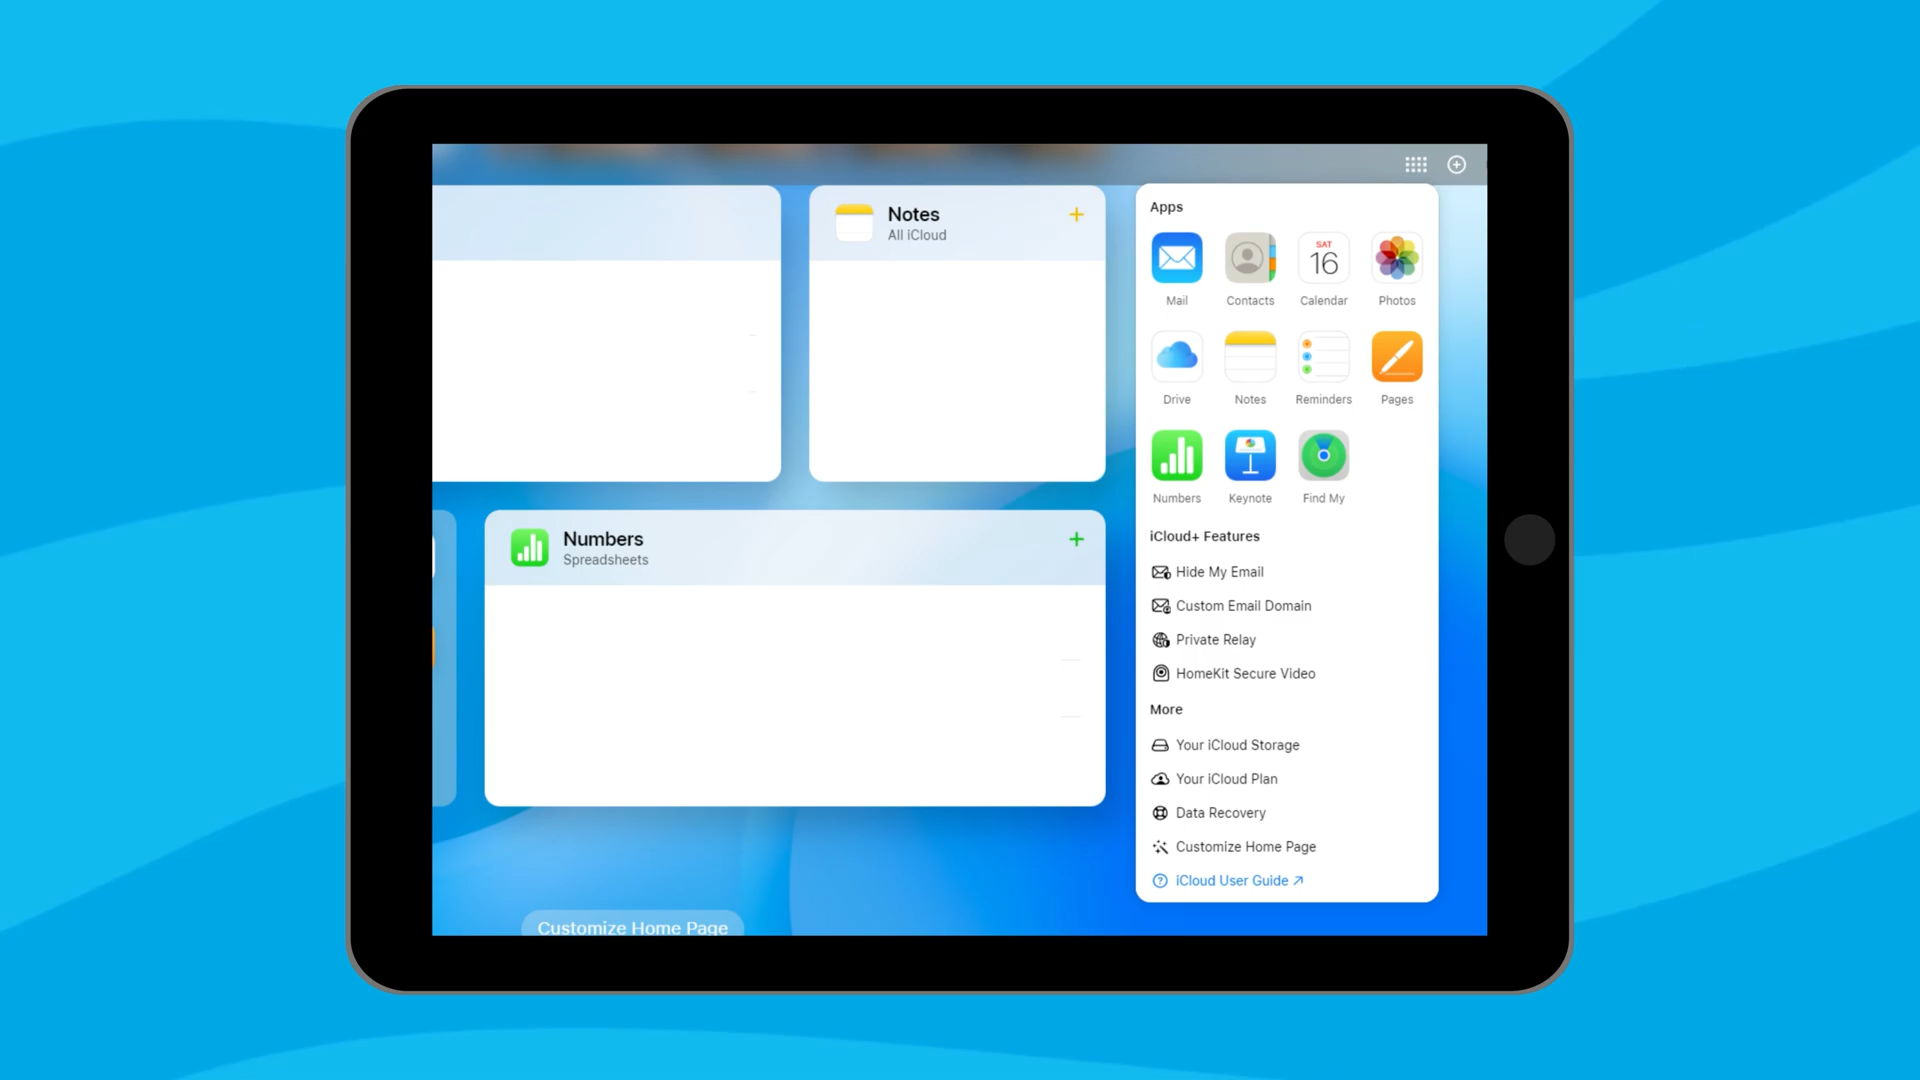 Notes
All iCloud
Numbers
Spreadsheets
Customize Home Page
Apps
Mail
Contacts
SAT
16
Calendar
Photos
Drive
Notes
Reminders
Pages
Numbers
Keynote
Find My
iCloud+ Features
Hide My Email
Custom Email Domain
Private Relay
HomeKit Secure Video
More
Your iCloud Storage
Your iCloud Plan
Data Recovery
Customize Home Page
iCloud User Guide ↗